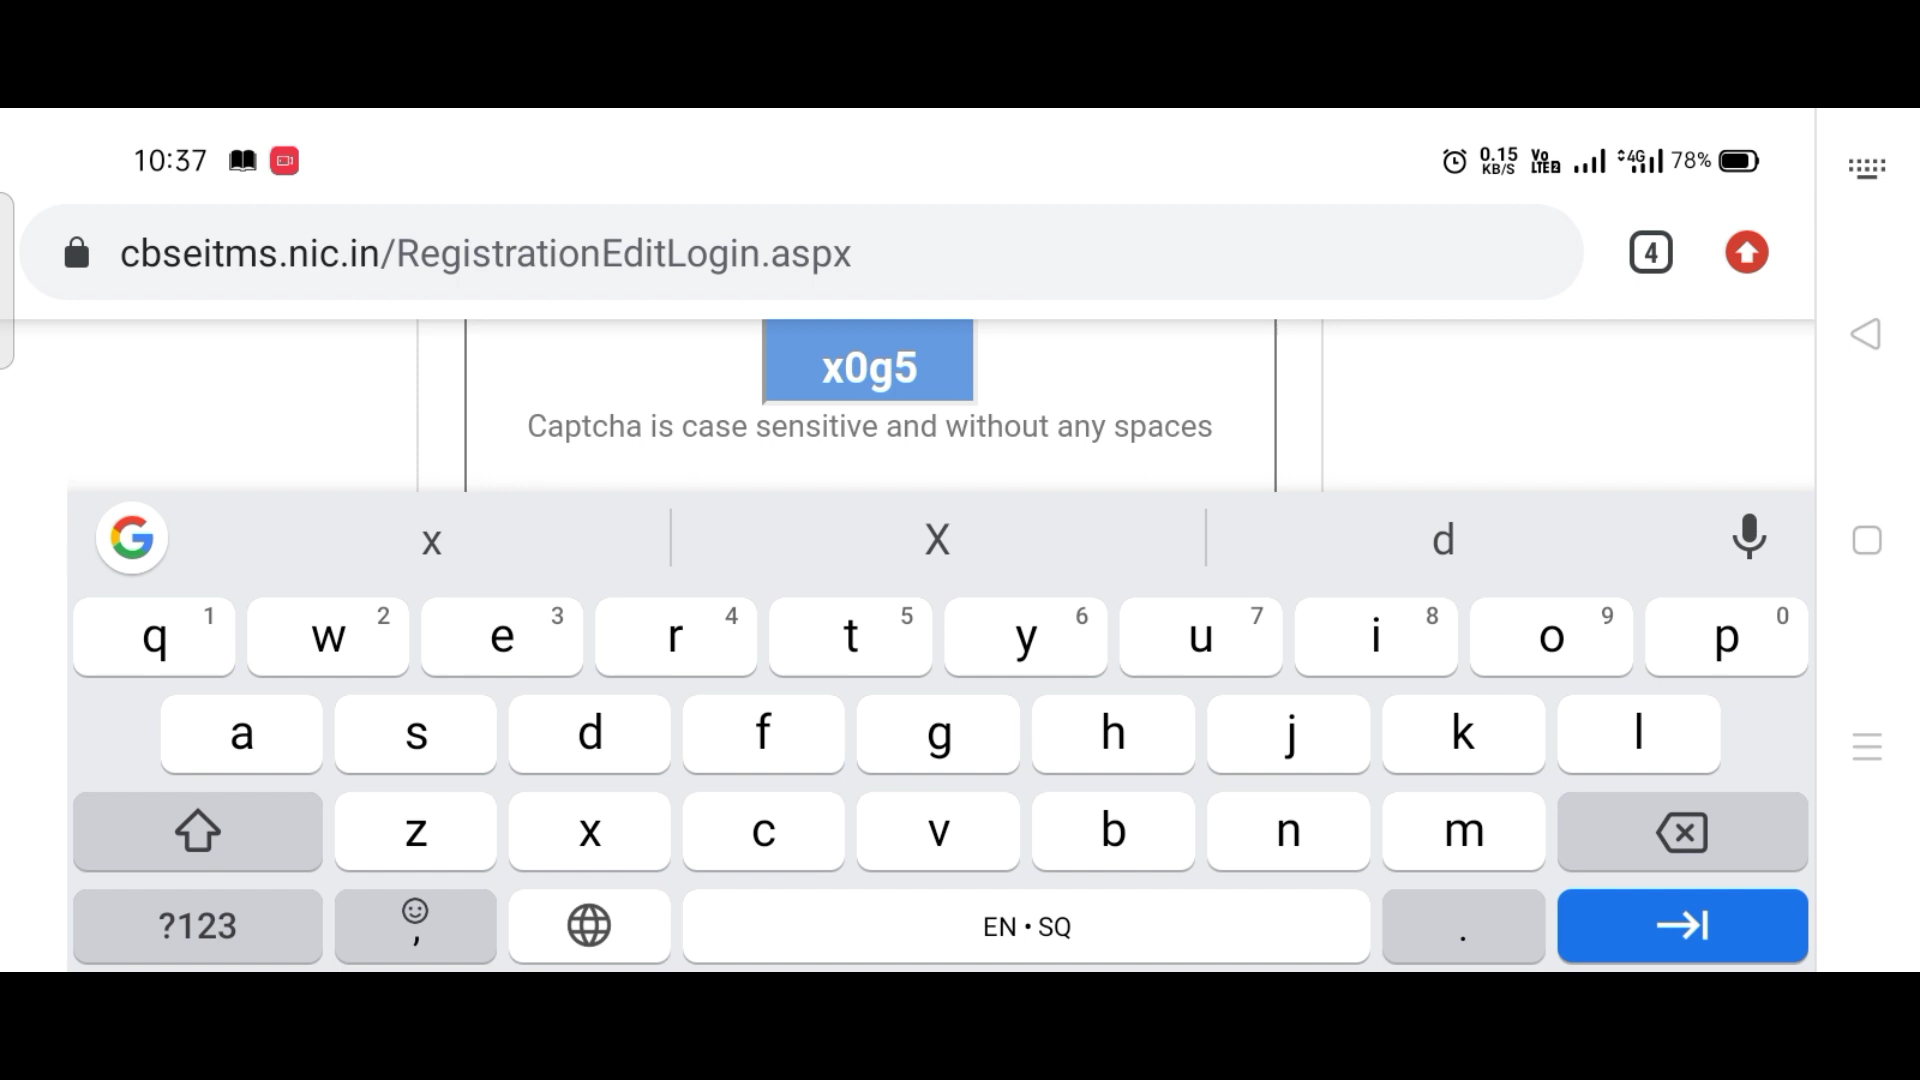 10:37
0.15 KB/S Vo LTE2 4G 78%
cbseitms.nic.in/RegistrationEditLogin.aspx
4
x0g5
Captcha is case sensitive and without any spaces
G x X d
q 1 w 2 e 3 r 4 t 5 y 6 u 7 i 8 o 9 p 0
a s d f g h j k l
z x c v b n m
?123 , EN • SQ .